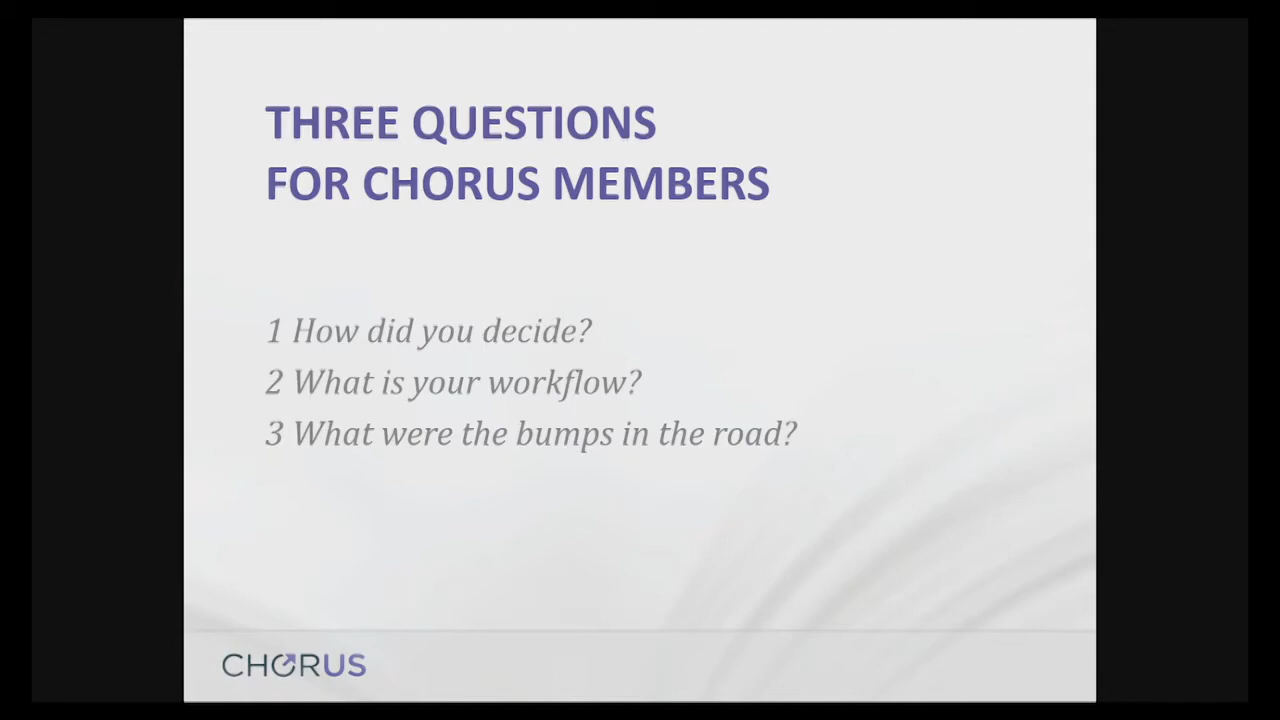 THREE QUESTIONS
FOR CHORUS MEMBERS
1 How did you decide?
2 What is your workflow?
3 What were the bumps in the road?
CHORUS